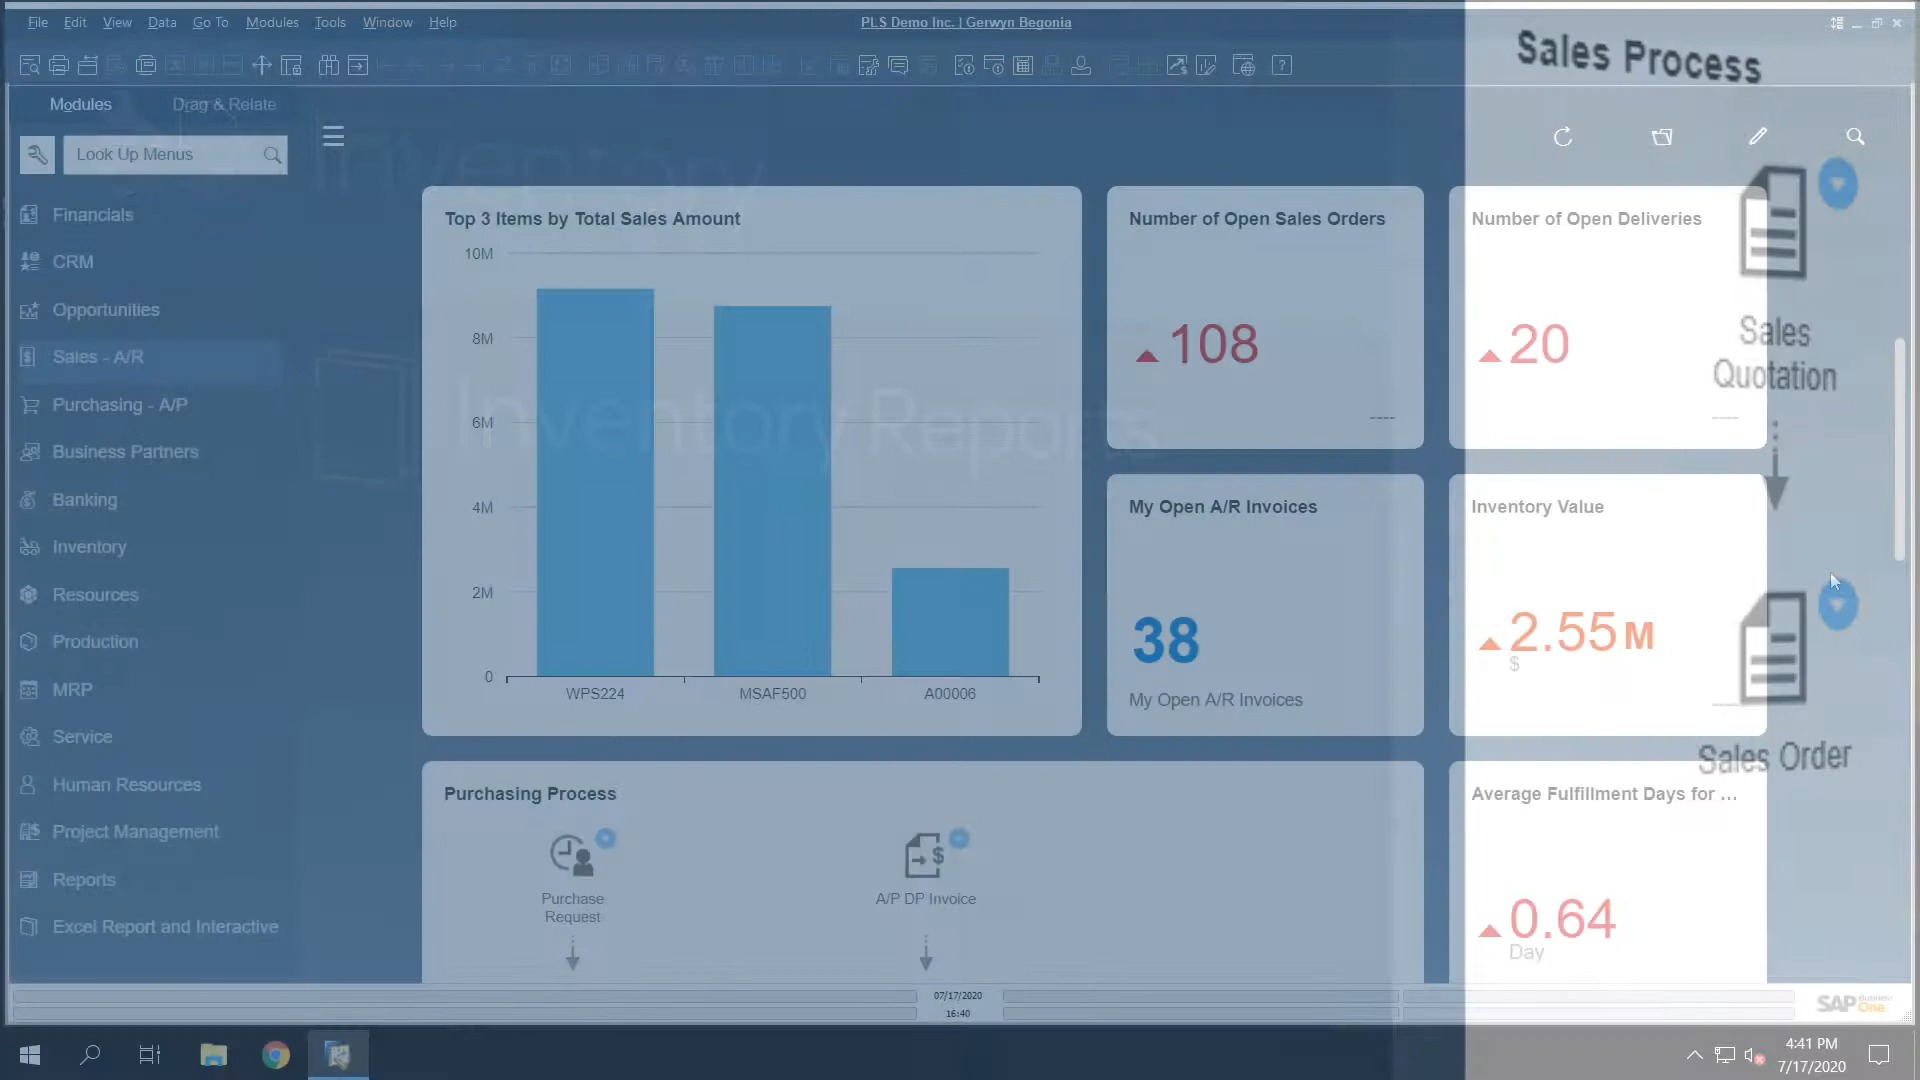 File Edit View Data Go To Modules Tools Window Help
PLS Demo Inc. | Gerwyn Begonia
Sales Process
Modules Drag & Relate
Look Up Menus
Inventory
Financials
CRM
Opportunities
Sales - A/R
Purchasing - A/P
Business Partners
Banking
Inventory
Resources
Production
MRP
Service
Human Resources
Project Management
Reports
Excel Report and Interactive
Inventory Reports
Top 3 Items by Total Sales Amount
10M
8M
6M
4M
2M
0
WPS224 MSAF500 A00006
Number of Open Sales Orders
108
Number of Open Deliveries
20
My Open A/R Invoices
38
My Open A/R Invoices
Inventory Value
2.55 M
$
Sales
Quotation
Sales Order
Purchasing Process
Purchase
Request
A/P DP Invoice
Average Fulfillment Days for ...
0.64
Day
07/17/2020
16:40
SAP Business
One
4:41 PM
7/17/2020